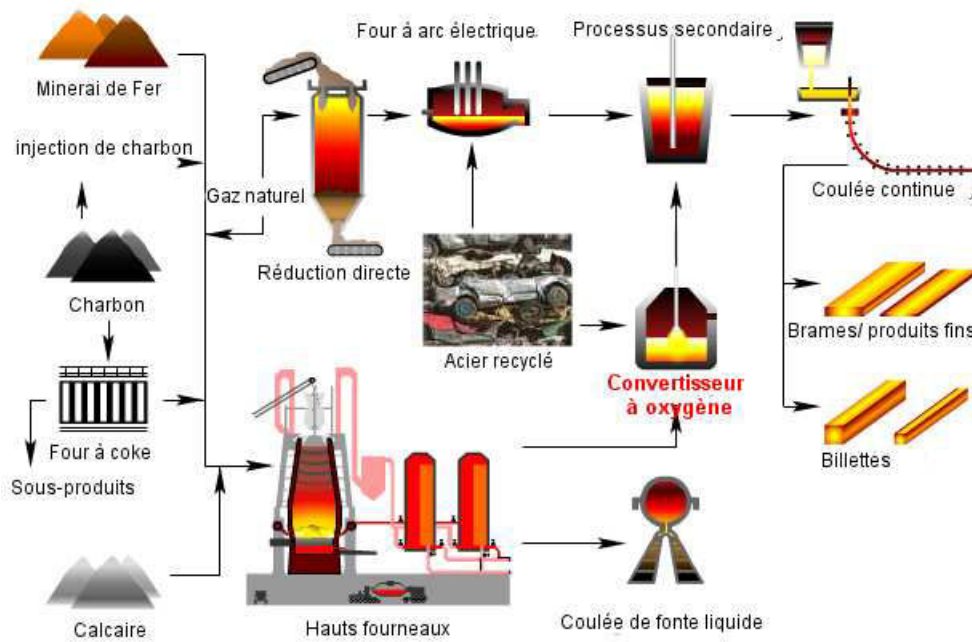 Minerai de Fer
injection de charbon
Charbon
Four à coke
Sous-produits
Calcaire
Gaz naturel
Réduction directe
Four à arc électrique
Processus secondaire
Coulée continue
Acier recyclé
Convertisseur
à oxygène
Brames/ produits fins
Billettes
Hauts fourneaux
Coulée de fonte liquide